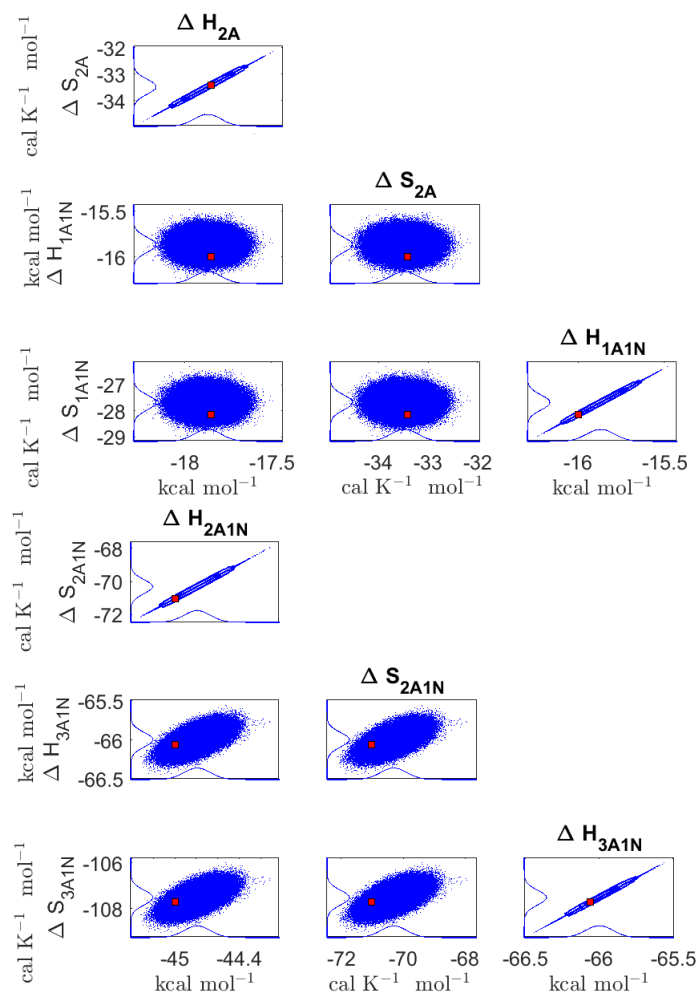 Δ H2A
-32
-33
-34
Δ S2A
cal K−1 mol−1
Δ S2A
-15.5
-16
Δ H1A1N
kcal mol−1
Δ H1A1N
-27
-28
-29
Δ S1A1N
cal K−1 mol−1
-18 -17.5
-34 -33 -32
-16 -15.5
kcal mol−1
cal K−1 mol−1
kcal mol−1
Δ H2A1N
-68
-70
-72
Δ S2A1N
cal K−1 mol−1
Δ S2A1N
-65.5
-66
-66.5
Δ H3A1N
kcal mol−1
Δ H3A1N
-106
-108
Δ S3A1N
cal K−1 mol−1
-45 -44.4
-72 -70 -68
-66.5 -66 -65.5
kcal mol−1
cal K−1 mol−1
kcal mol−1